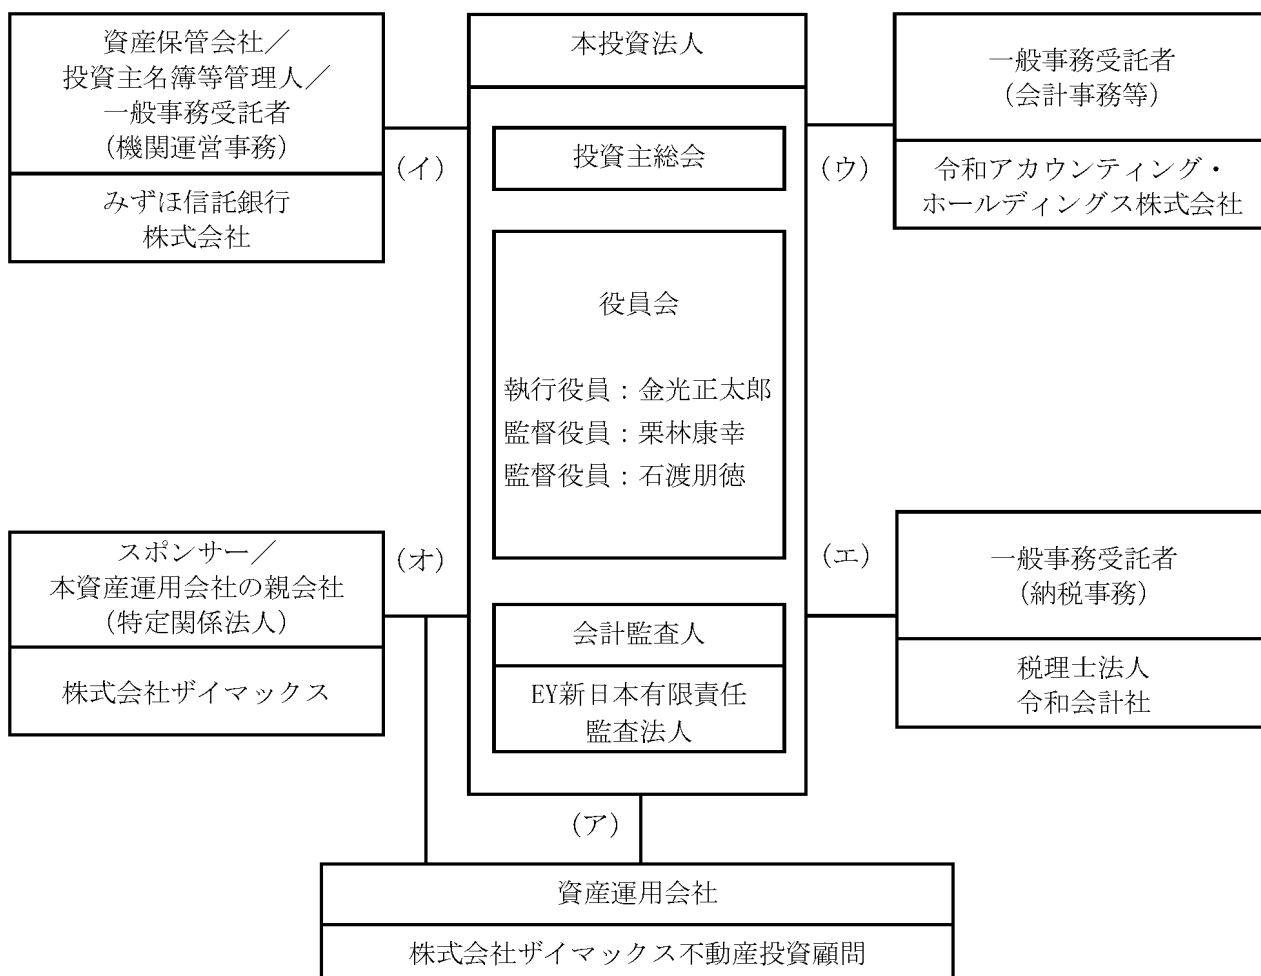 資産保管会社／
投資主名簿等管理人／
一般事務受託者
（機関運営事務）
みずほ信託銀行
株式会社
（イ）
本投資法人
投資主総会
役員会
執行役員：金光正太郎
監督役員：栗林康幸
監督役員：石渡朋徳
会計監査人
EY新日本有限責任
監査法人
（ウ）
一般事務受託者
（会計事務等）
令和アカウンティング・
ホールディングス株式会社
スポンサー／
本資産運用会社の親会社
（特定関係法人）
株式会社ザイマックス
（オ）
（エ）
一般事務受託者
（納税事務）
税理士法人
令和会計社
（ア）
資産運用会社
株式会社ザイマックス不動産投資顧問